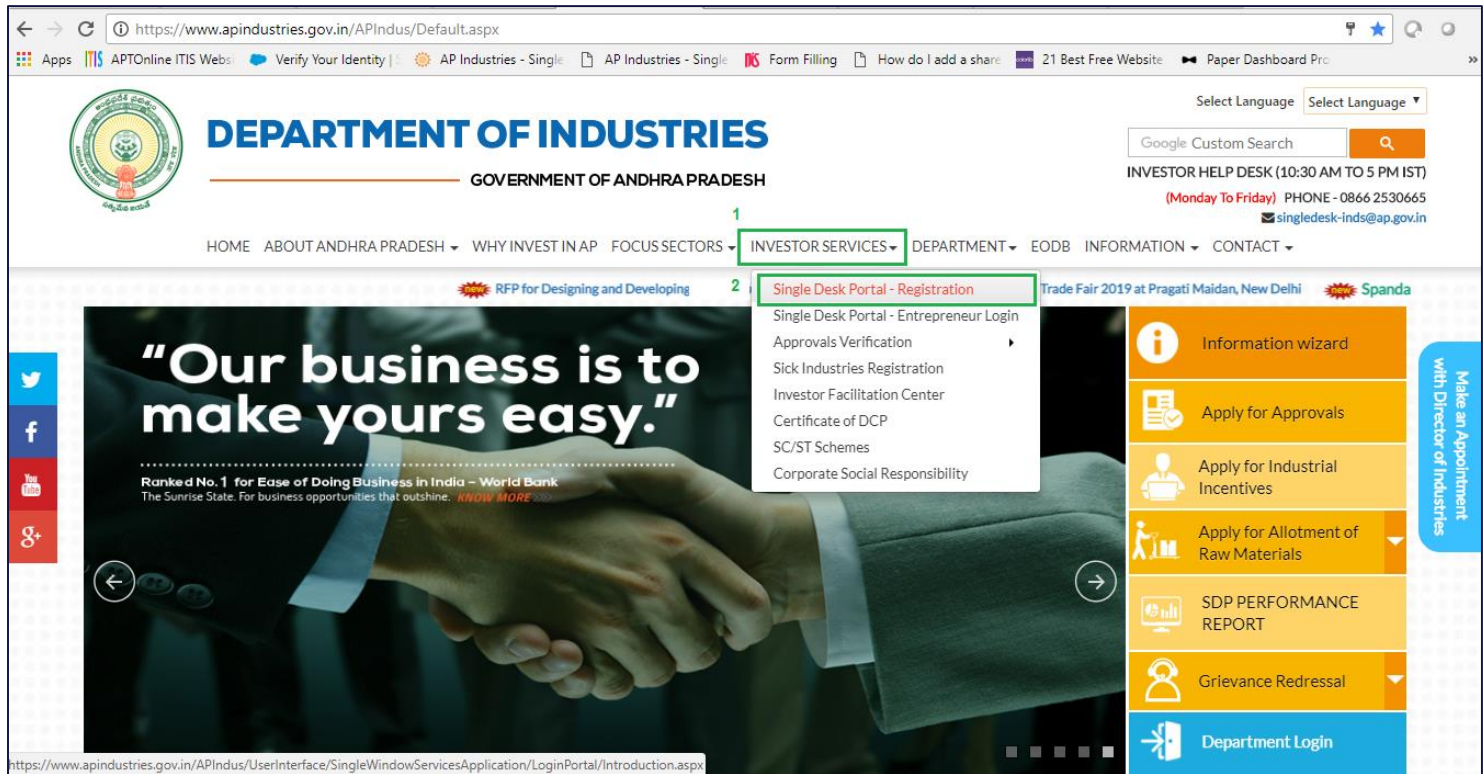 https://www.apindustries.gov.in/APIndus/Default.aspx
Apps APTOnline ITIS Websi Verify Your Identity | S AP Industries - Single AP Industries - Single Form Filling How do I add a share 21 Best Free Website Paper Dashboard Pro »
Select Language Select Language
DEPARTMENT OF INDUSTRIES
GOVERNMENT OF ANDHRA PRADESH
Google Custom Search
INVESTOR HELP DESK (10:30 AM TO 5 PM IST)
(Monday To Friday) PHONE - 0866 2530665
singledesk-inds@ap.gov.in
1
HOME ABOUT ANDHRA PRADESH WHY INVEST IN AP FOCUS SECTORS INVESTOR SERVICES DEPARTMENT EODB INFORMATION CONTACT
new RFP for Designing and Developing
2
Trade Fair 2019 at Pragati Maidan, New Delhi new Spanda
Single Desk Portal - Registration
Single Desk Portal - Entrepreneur Login
Approvals Verification
Sick Industries Registration
Investor Facilitation Center
Certificate of DCP
SC/ST Schemes
Corporate Social Responsibility
“Our business is to
make yours easy.”
Ranked No. 1 for Ease of Doing Business in India – World Bank
The Sunrise State. For business opportunities that outshine. KNOW MORE
You
Tube
Information wizard
Apply for Approvals
Apply for Industrial
Incentives
Apply for Allotment of
Raw Materials
SDP PERFORMANCE
REPORT
Grievance Redressal
Department Login
Make an Appointment
with Director of Industries
https://www.apindustries.gov.in/APIndus/UserInterface/SingleWindowServicesApplication/LoginPortal/Introduction.aspx